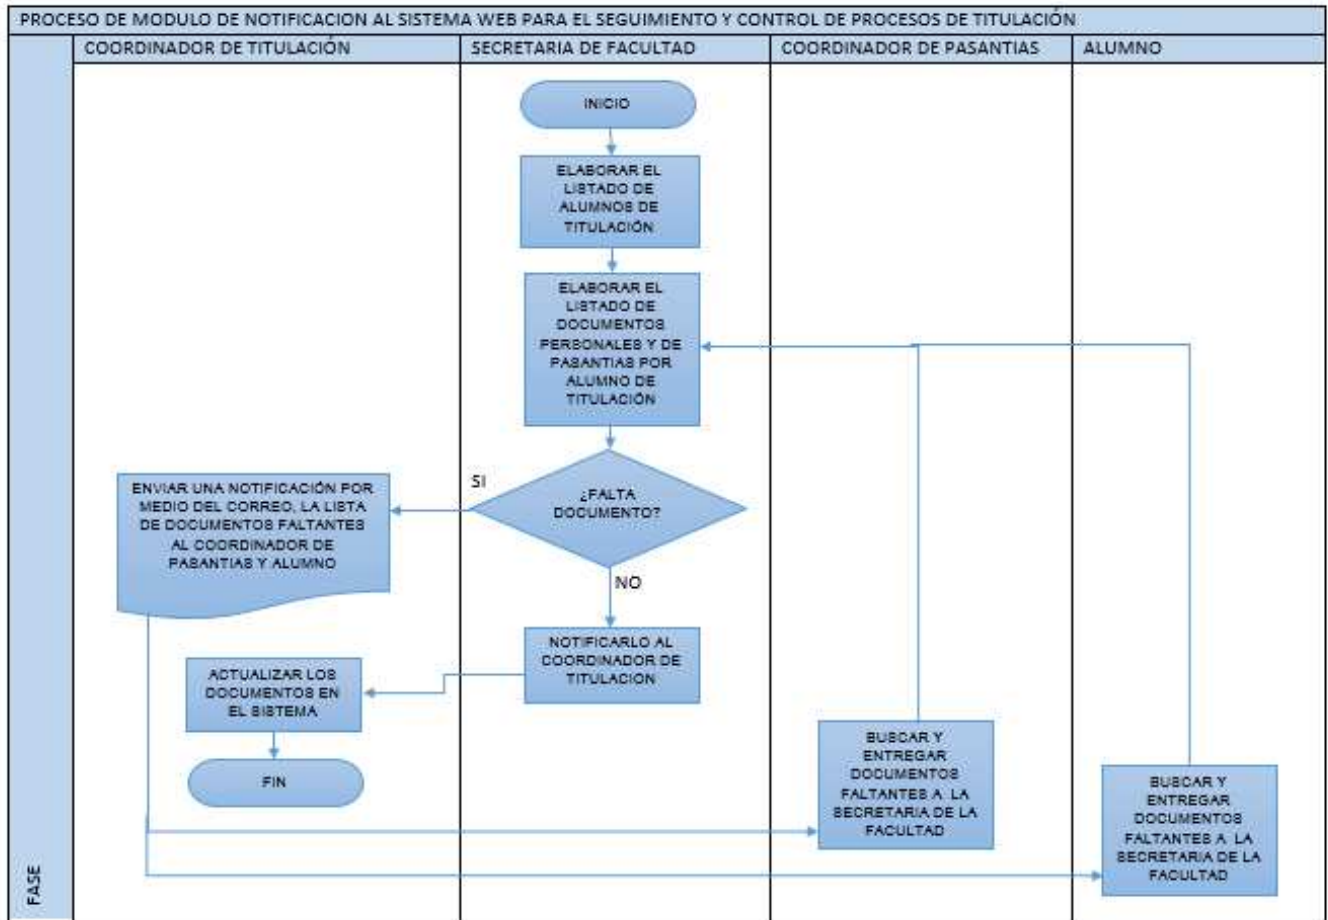 PROCESO DE MODULO DE NOTIFICACION AL SISTEMA WEB PARA EL SEGUIMIENTO Y CONTROL DE PROCESOS DE TITULACIÓN
COORDINADOR DE TITULACIÓN
SECRETARIA DE FACULTAD
COORDINADOR DE PASANTIAS
ALUMNO
INICIO
ELABORAR EL
LISTADO DE
ALUMNOS DE
TITULACIÓN
ELABORAR EL
LISTADO DE
DOCUMENTOS
PERSONALES Y DE
PASANTIAS POR
ALUMNO DE
TITULACIÓN
¿FALTA
DOCUMENTO?
SI
NO
ENVIAR UNA NOTIFICACIÓN POR
MEDIO DEL CORREO, LA LISTA
DE DOCUMENTOS FALTANTES
AL COORDINADOR DE
PASANTIAS Y ALUMNO
NOTIFICARLO AL
COORDINADOR DE
TITULACION
ACTUALIZAR LOS
DOCUMENTOS EN
EL SISTEMA
FIN
BUSCAR Y
ENTREGAR
DOCUMENTOS
FALTANTES A LA
SECRETARIA DE LA
FACULTAD
BUSCAR Y
ENTREGAR
DOCUMENTOS
FALTANTES A LA
SECRETARIA DE LA
FACULTAD
FASE